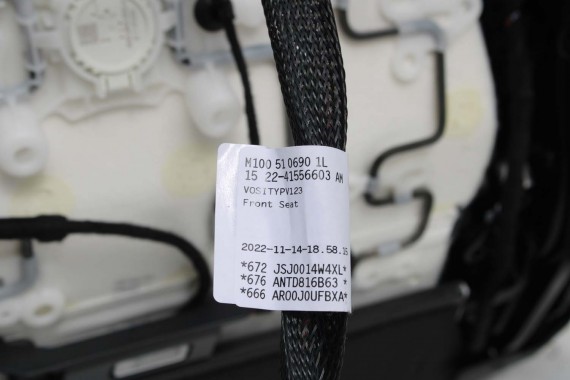 M100 510690 1L
15 22-41556603 AM
VOSITYPV123
Front Seat
2022-11-14-18.58.15
*672 JSJ0014W4XL*
*676 ANTD816B63 *
*666 AR00J0UFBXA*